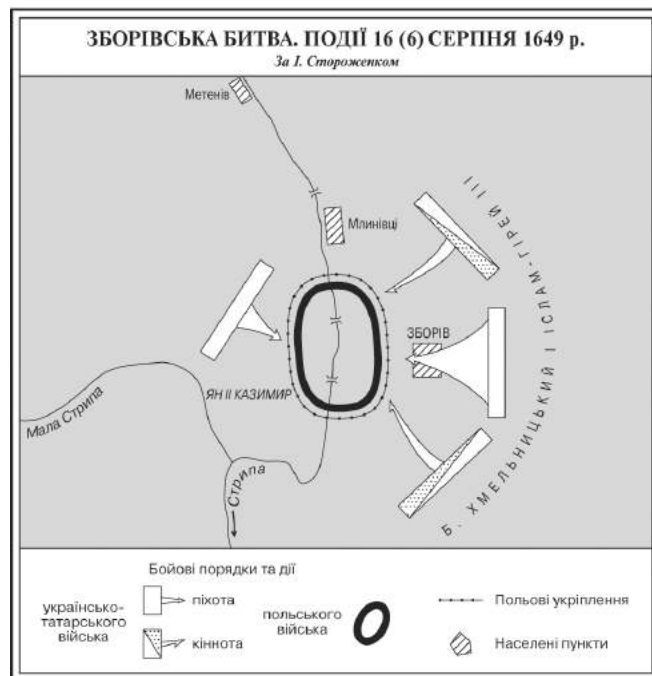 ЗБОРІВСЬКА БИТВА. ПОДІЇ 16 (6) СЕРПНЯ 1649 р.
За І. Стороженком
Метенів
Млинівці
ЗБОРІВ
Б. ХМЕЛЬНИЦЬКИЙ І ІСЛАМ-ГІРЕЙ ІІІ
ЯН ІІ КАЗИМИР
Мала Стрипа
Стрипа
Бойові порядки та дії
українсько-
татарського
війська
піхота
кіннота
польського
війська
Польові укріплення
Населені пункти